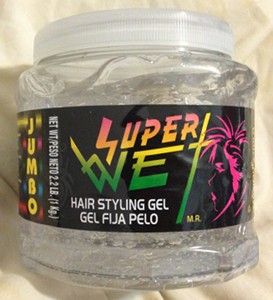 JUMBO
NET WT/PESO NETO 2.2 LB. (1 Kg.)
SUPER
WET
HAIR STYLING GEL
GEL FIJA PELO
M.R.